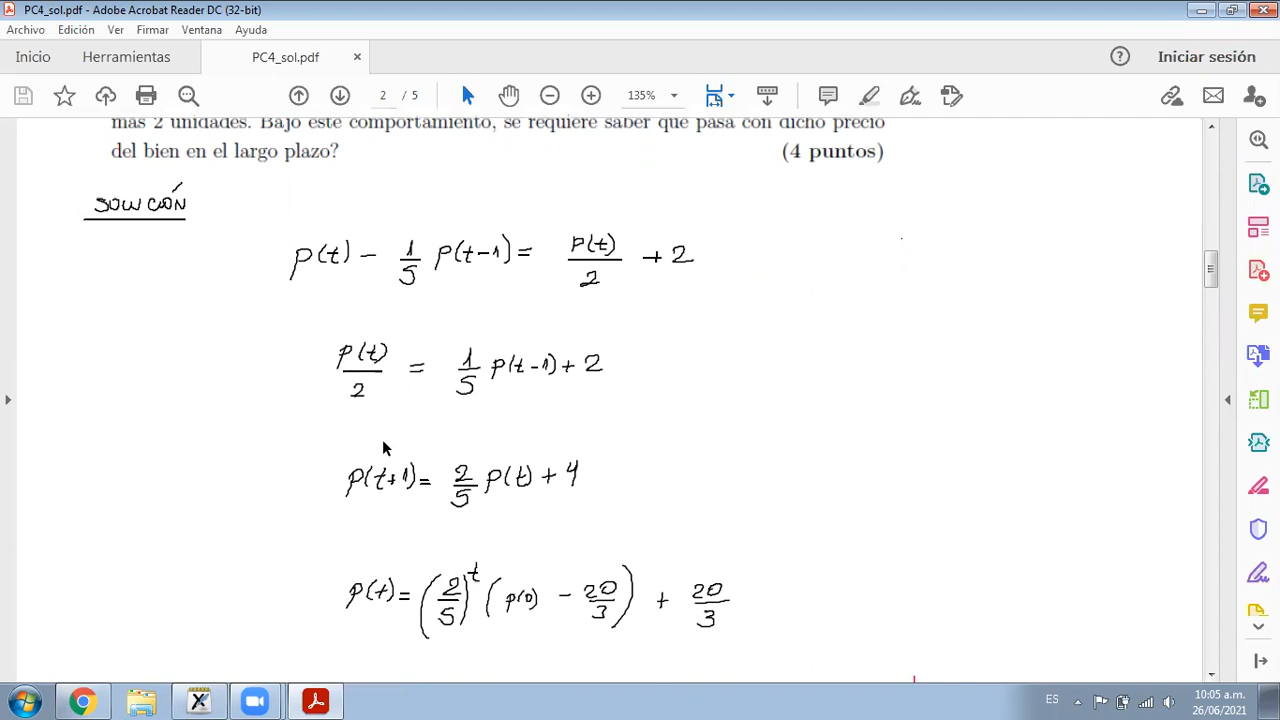 PC4_sol.pdf - Adobe Acrobat Reader DC (32-bit)
Archivo Edición Ver Firmar Ventana Ayuda
Inicio Herramientas PC4_sol.pdf × Iniciar sesión
2 / 5 135%
más 2 unidades. Bajo este comportamiento, se requiere saber que pasa con dicho precio
del bien en el largo plazo? (4 puntos)
SOLUCIÓN
p(t) - 1/5 p(t-1) = p(t)/2 + 2
p(t)/2 = 1/5 p(t-1) + 2
p(t+1) = 2/5 p(t) + 4
p(t) = (2/5)^t (p(0) - 20/3) + 20/3
ES 10:05 a.m.
26/06/2021